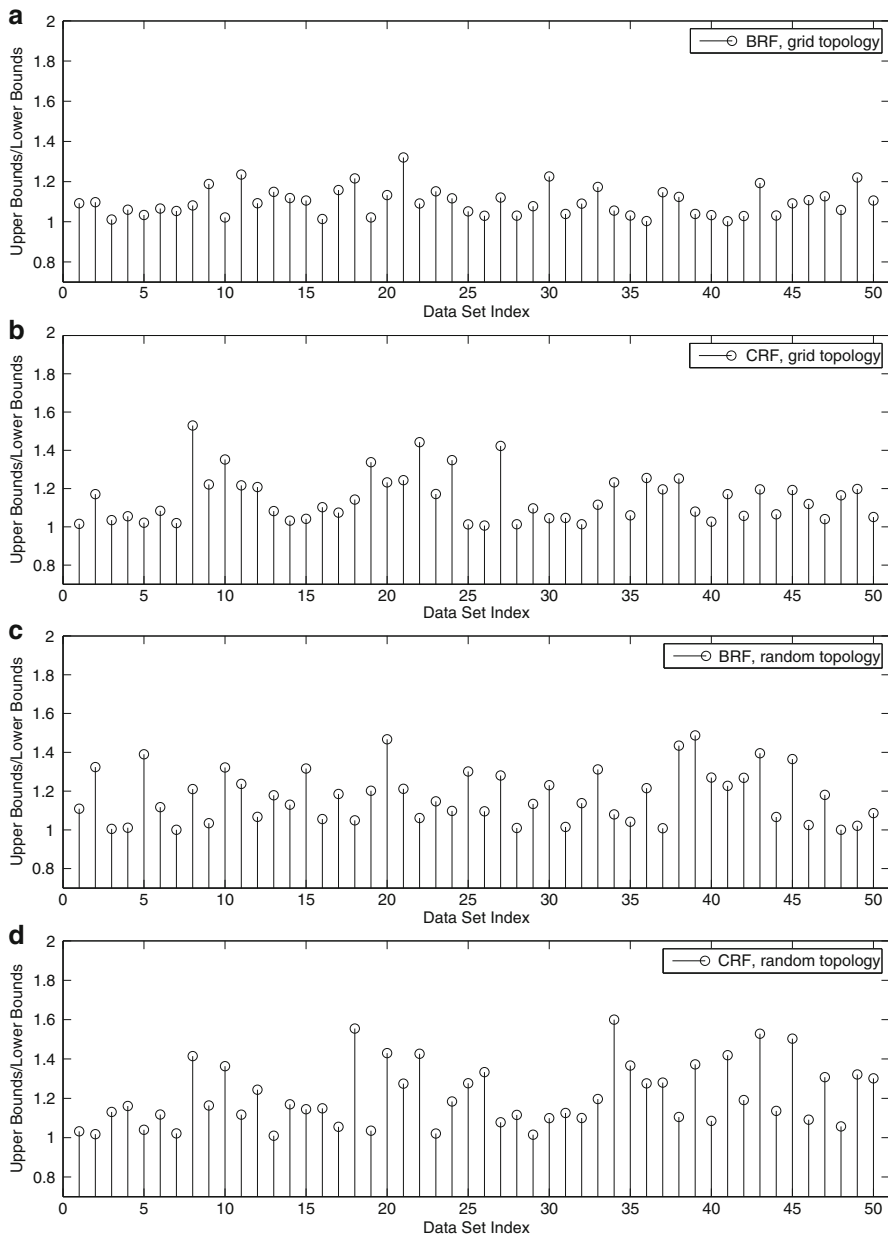 a
2
1.8
1.6
1.4
1.2
1
0.8
Upper Bounds/Lower Bounds
BRF, grid topology
0 5 10 15 20 25 30 35 40 45 50
Data Set Index
b
2
1.8
1.6
1.4
1.2
1
0.8
Upper Bounds/Lower Bounds
CRF, grid topology
0 5 10 15 20 25 30 35 40 45 50
Data Set Index
c
2
1.8
1.6
1.4
1.2
1
0.8
Upper Bounds/Lower Bounds
BRF, random topology
0 5 10 15 20 25 30 35 40 45 50
Data Set Index
d
2
1.8
1.6
1.4
1.2
1
0.8
Upper Bounds/Lower Bounds
CRF, random topology
0 5 10 15 20 25 30 35 40 45 50
Data Set Index